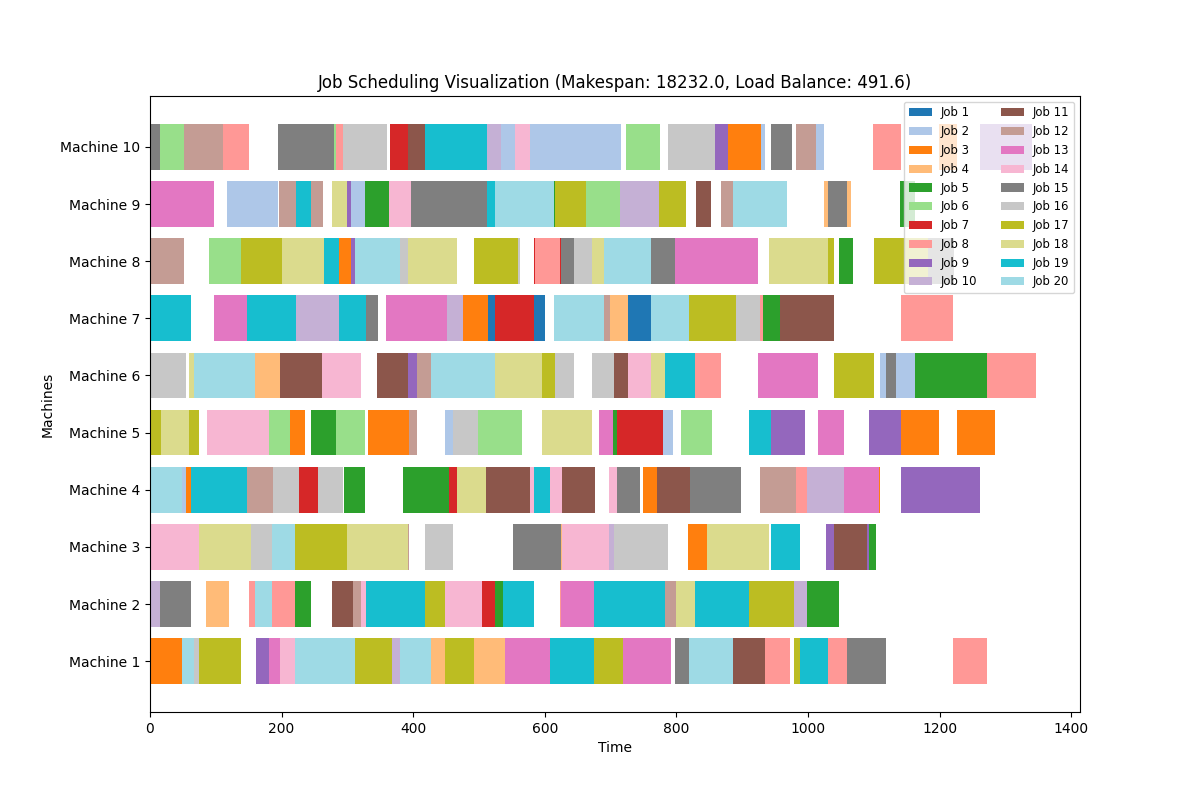 Job Scheduling Visualization (Makespan: 18232.0, Load Balance: 491.6)
Machine 10
Machine 9
Machine 8
Machine 7
Machine 6
Machine 5
Machine 4
Machine 3
Machine 2
Machine 1
Machines
0 200 400 600 800 1000 1200 1400
Time
Job 1 Job 11
Job 2 Job 12
Job 3 Job 13
Job 4 Job 14
Job 5 Job 15
Job 6 Job 16
Job 7 Job 17
Job 8 Job 18
Job 9 Job 19
Job 10 Job 20